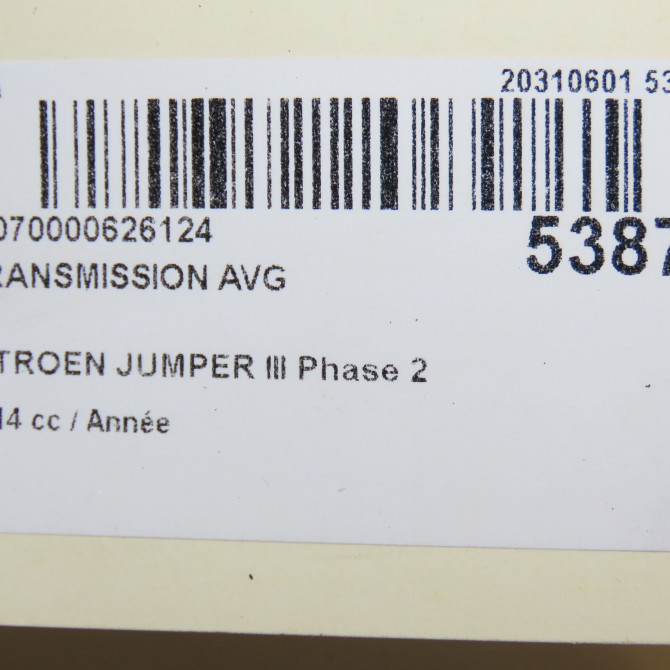 20310601 53
070000626124
5387
RANSMISSION AVG
TROEN JUMPER III Phase 2
14 cc / Année